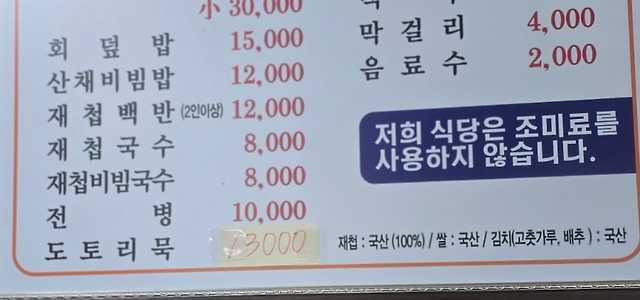 小 30,000
회덮밥 15,000
산채비빔밥 12,000
재첩백반 (2인이상) 12,000
재첩국수 8,000
재첩비빔국수 8,000
전병 10,000
도토리묵 13000
막걸리 4,000
음료수 2,000
저희 식당은 조미료를
사용하지 않습니다.
재첩 : 국산 (100%) / 쌀 : 국산 / 김치(고춧가루, 배추) : 국산